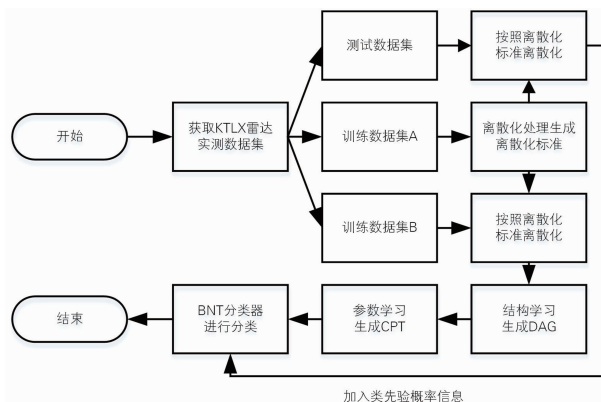 测试数据集
按照离散化
标准离散化
开始
获取KTLX雷达
实测数据集
训练数据集A
离散化处理生成
离散化标准
训练数据集B
按照离散化
标准离散化
结束
BNT分类器
进行分类
参数学习
生成CPT
结构学习
生成DAG
加入类先验概率信息